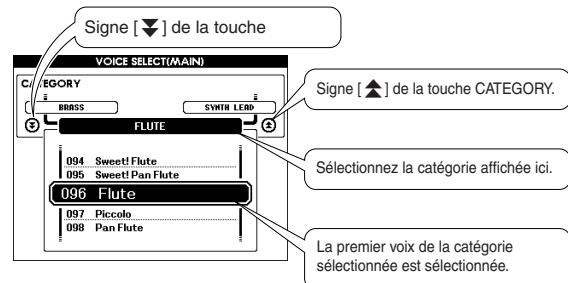 Signe [ ] de la touche
VOICE SELECT(MAIN)
CATEGORY
BRASS
SYNTH LEAD
FLUTE
094 Sweet! Flute
095 Sweet! Pan Flute
096 Flute
097 Piccolo
098 Pan Flute
Signe [ ] de la touche CATEGORY.
Sélectionnez la catégorie affichée ici.
La premier voix de la catégorie
sélectionnée est sélectionnée.